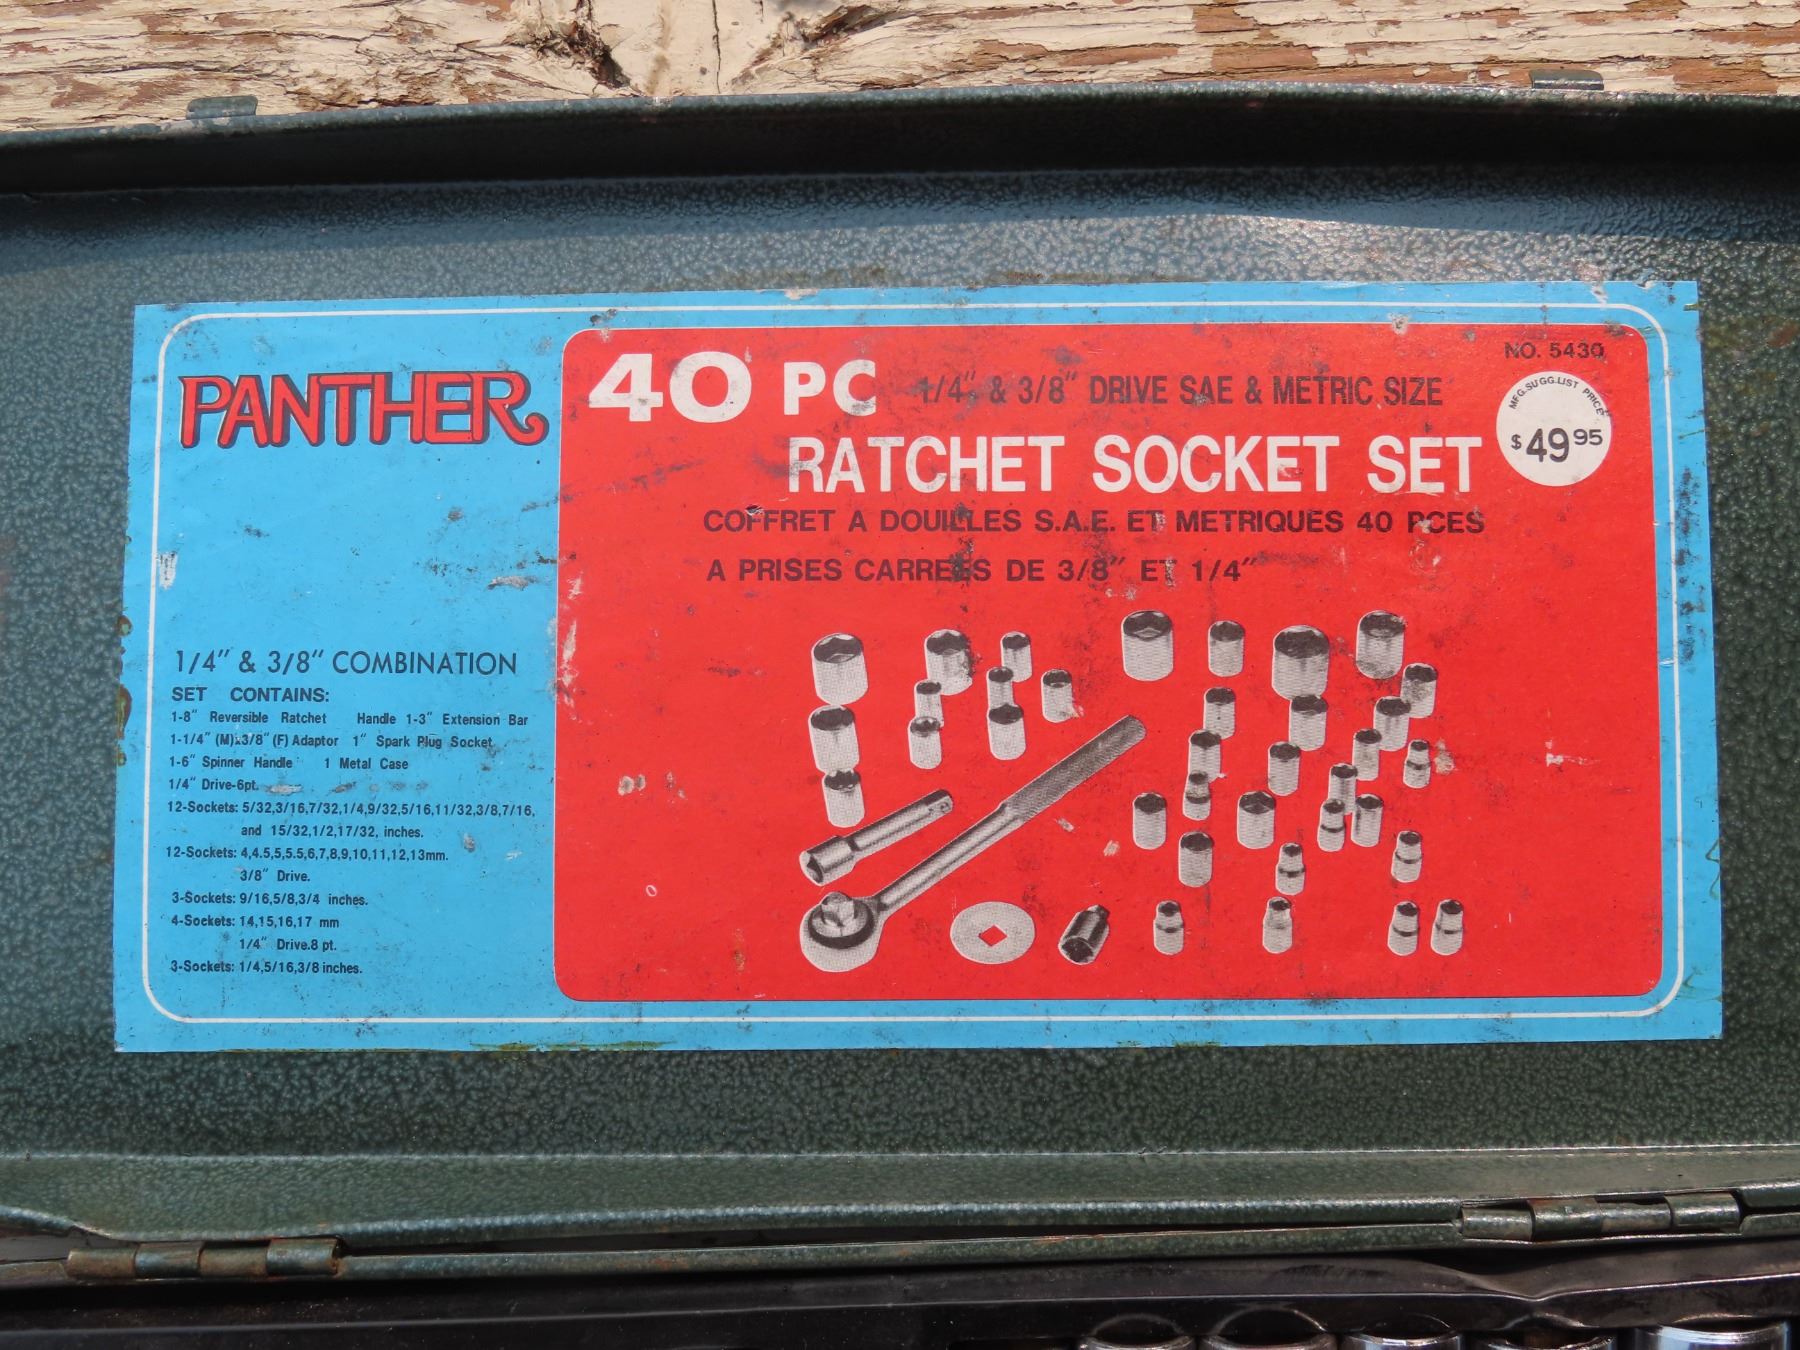 PANTHER
40 PC 1/4" & 3/8" DRIVE SAE & METRIC SIZE
NO. 5430
RATCHET SOCKET SET
MFG.SUGG.LIST PRICE
$49.95
COFFRET A DOUILLES S.A.E. ET METRIQUES 40 PCES
A PRISES CARREES DE 3/8" ET 1/4"
1/4" & 3/8" COMBINATION
SET CONTAINS:
1-8" Reversible Ratchet Handle 1-3" Extension Bar
1-1/4" (M)x3/8" (F) Adaptor 1" Spark Plug Socket
1-6" Spinner Handle 1 Metal Case
1/4" Drive-6pt.
12-Sockets: 5/32,3/16,7/32,1/4,9/32,5/16,11/32,3/8,7/16,
and 15/32,1/2,17/32, inches.
12-Sockets: 4,4.5,5,5.5,6,7,8,9,10,11,12,13mm.
3/8" Drive.
3-Sockets: 9/16,5/8,3/4 inches.
4-Sockets: 14,15,16,17 mm
1/4" Drive.8 pt.
3-Sockets: 1/4,5/16,3/8 inches.